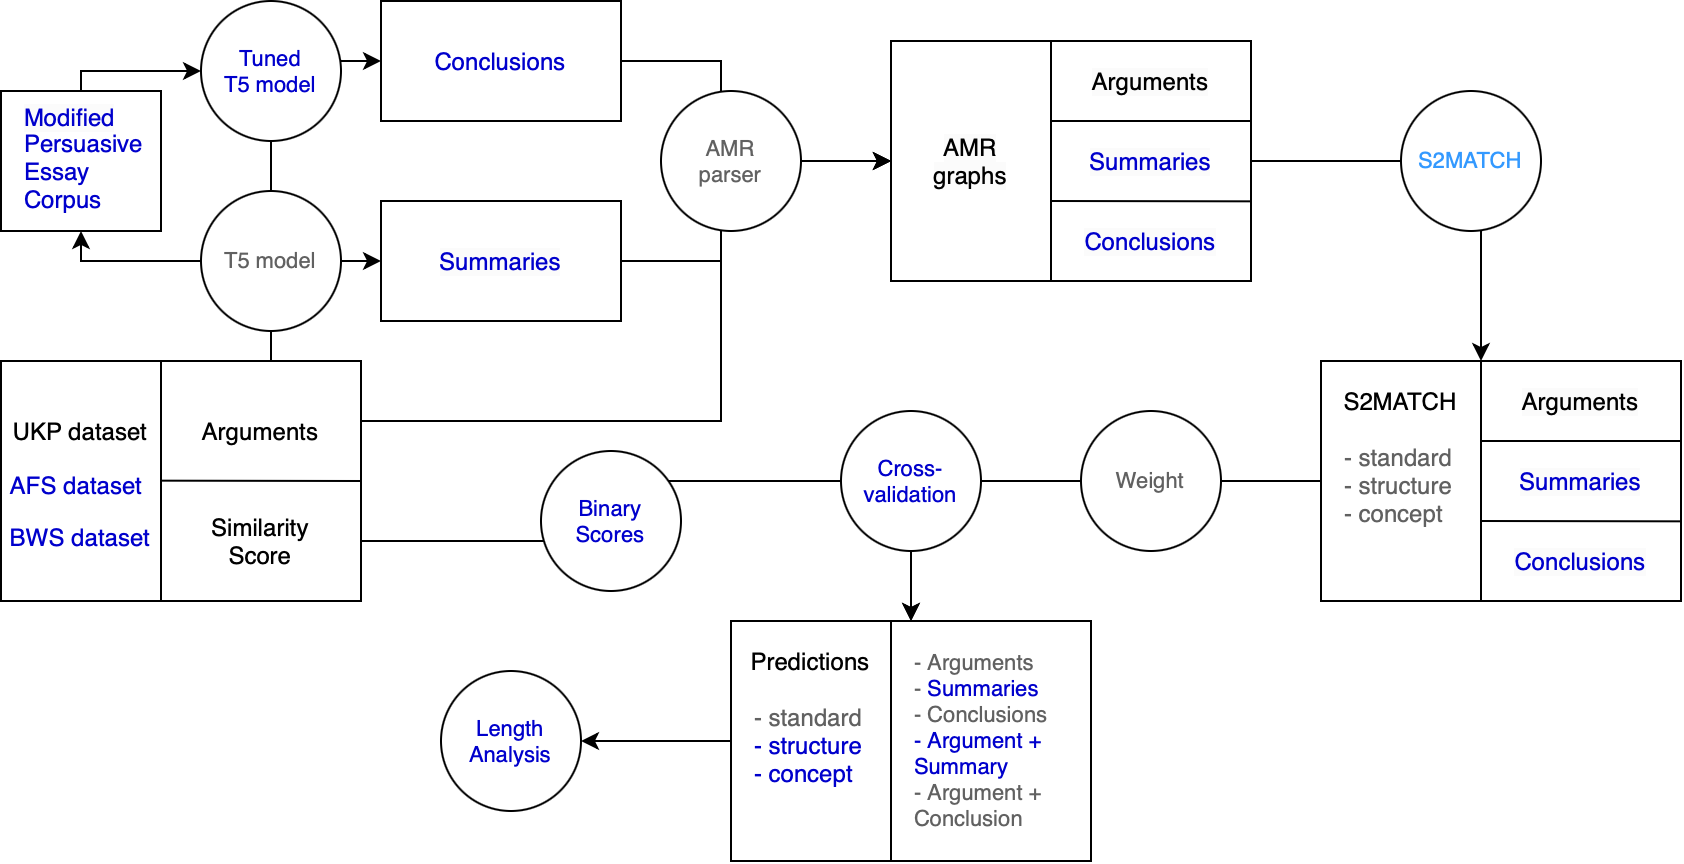 Tuned
T5 model
Conclusions
Modified
Persuasive
Essay
Corpus
T5 model
Summaries
AMR
parser
AMR
graphs
Arguments
Summaries
Conclusions
S2MATCH
UKP dataset
AFS dataset
BWS dataset
Arguments
Similarity
Score
Binary
Scores
Cross-
validation
Weight
S2MATCH
- standard
- structure
- concept
Arguments
Summaries
Conclusions
Length
Analysis
Predictions
- standard
- structure
- concept
- Arguments
- Summaries
- Conclusions
- Argument +
Summary
- Argument +
Conclusion